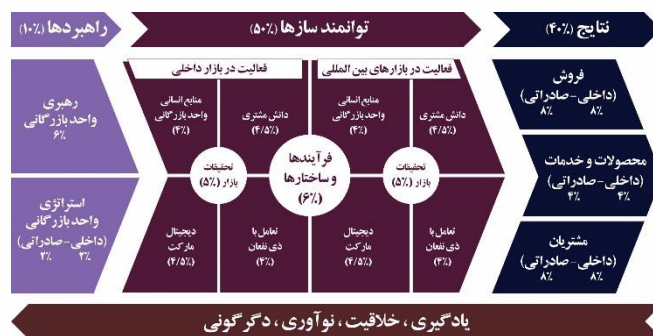 راهبردها (۱۰٪)
توانمند سازها (۵۰٪)
نتایج (۴۰٪)
رهبری
واحد بازرگانی
۶٪
استراتژی
واحد بازرگانی
(داخلی-صادراتی)
۲٪ ۲٪
فعالیت در بازار داخلی
منابع انسانی
واحد بازرگانی
(۴٪)
دانش مشتری
(۴/۵٪)
تحقیقات
بازار (۵٪)
دیجیتال
مارکت
(۴/۵٪)
تعامل با
ذی نفعان
(۴٪)
فرآیندها
و ساختارها
(۶٪)
فعالیت در بازارهای بین المللی
منابع انسانی
واحد بازرگانی
(۴٪)
دانش مشتری
(۴/۵٪)
تحقیقات
بازار (۵٪)
دیجیتال
مارکت
(۴/۵٪)
تعامل با
ذی نفعان
(۴٪)
فروش
(داخلی-صادراتی)
۸٪ ۸٪
محصولات و خدمات
(داخلی-صادراتی)
۴٪ ۴٪
مشتریان
(داخلی-صادراتی)
۸٪ ۸٪
یادگیری، خلاقیت، نوآوری، دگرگونی